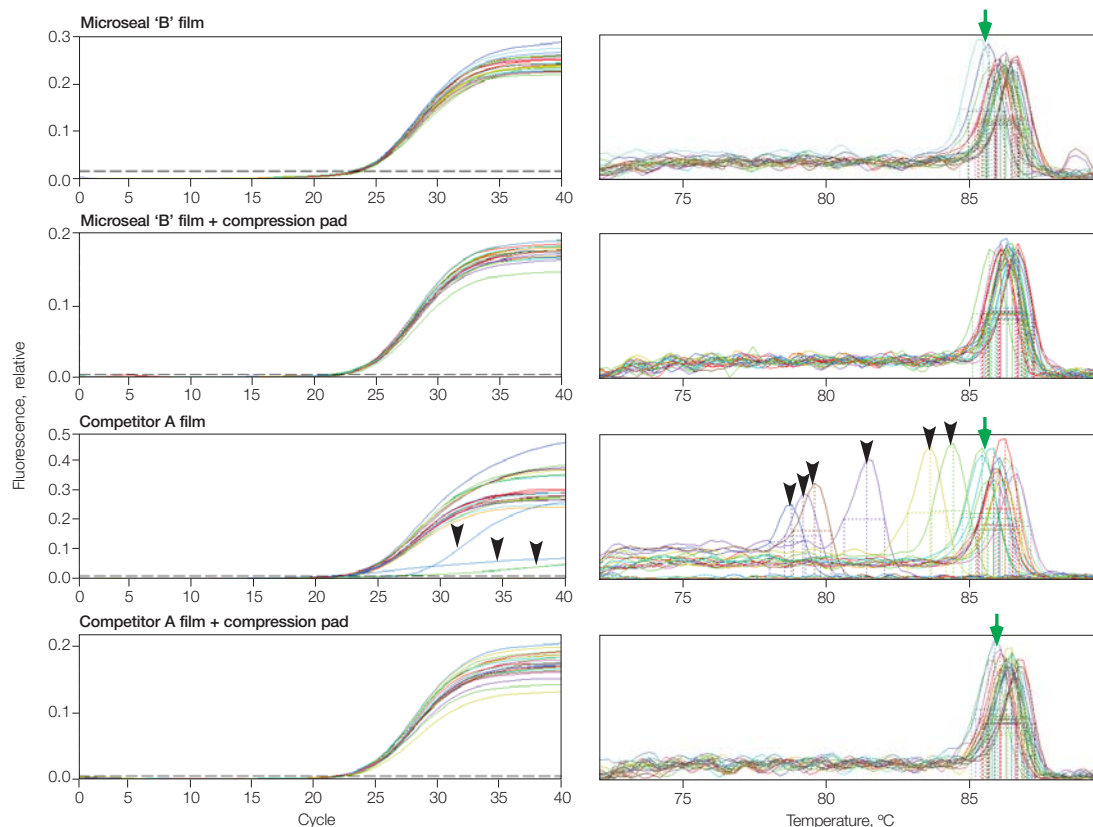 Microseal ‘B’ film
0.3
0.2
0.1
0.0
0 5 10 15 20 25 30 35 40
75 80 85
Microseal ‘B’ film + compression pad
0.2
0.1
0.0
0 5 10 15 20 25 30 35 40
75 80 85
Fluorescence, relative
Competitor A film
0.5
0.4
0.3
0.2
0.1
0.0
0 5 10 15 20 25 30 35 40
75 80 85
Competitor A film + compression pad
0.2
0.1
0.0
0 5 10 15 20 25 30 35 40
75 80 85
Cycle
Temperature, ºC